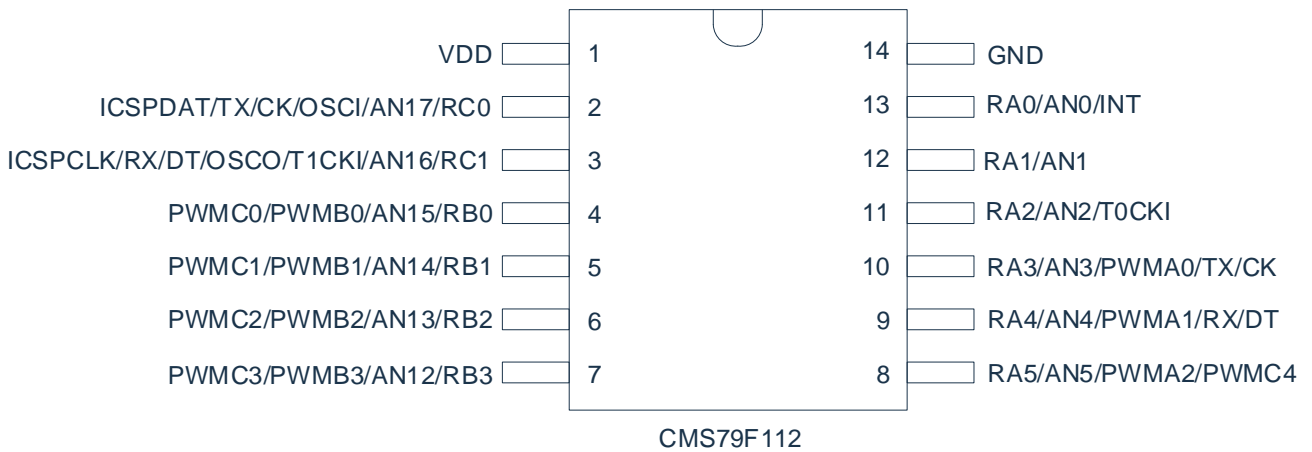 VDD 1 14 GND
ICSPDAT/TX/CK/OSCI/AN17/RC0 2 13 RA0/AN0/INT
ICSPCLK/RX/DT/OSCO/T1CKI/AN16/RC1 3 12 RA1/AN1
PWMC0/PWMB0/AN15/RB0 4 11 RA2/AN2/T0CKI
PWMC1/PWMB1/AN14/RB1 5 10 RA3/AN3/PWMA0/TX/CK
PWMC2/PWMB2/AN13/RB2 6 9 RA4/AN4/PWMA1/RX/DT
PWMC3/PWMB3/AN12/RB3 7 8 RA5/AN5/PWMA2/PWMC4
CMS79F112